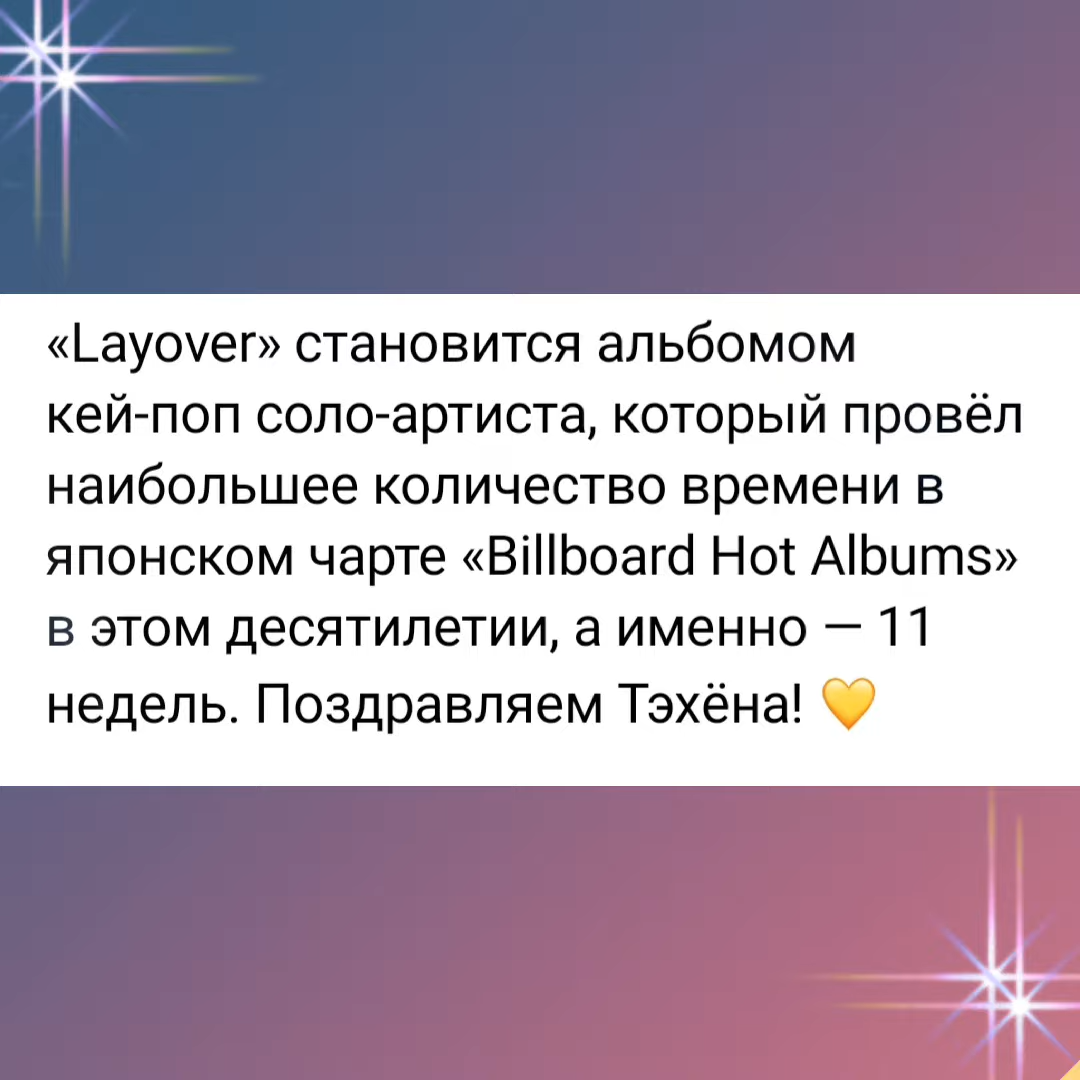 «Layover» становится альбомом
кей-поп соло-артиста, который провёл
наибольшее количество времени в
японском чарте «Billboard Hot Albums»
в этом десятилетии, а именно — 11
недель. Поздравляем Тэхёна! 💛